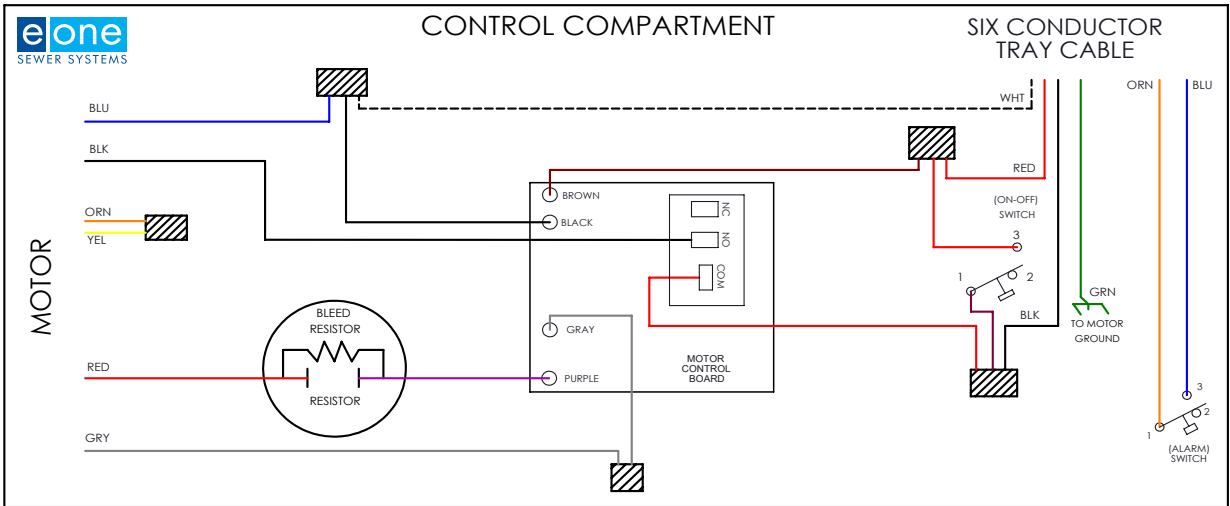 eone
SEWER SYSTEMS
CONTROL COMPARTMENT
SIX CONDUCTOR
TRAY CABLE
BLU
WHT
ORN
BLU
BLK
RED
BROWN
NC
(ON-OFF)
SWITCH
ORN
BLACK
NO
3
YEL
COM
1
2
MOTOR
GRN
BLEED
RESISTOR
GRAY
BLK
TO MOTOR
GROUND
RED
PURPLE
MOTOR
CONTROL
BOARD
RESISTOR
3
2
1
GRY
(ALARM)
SWITCH